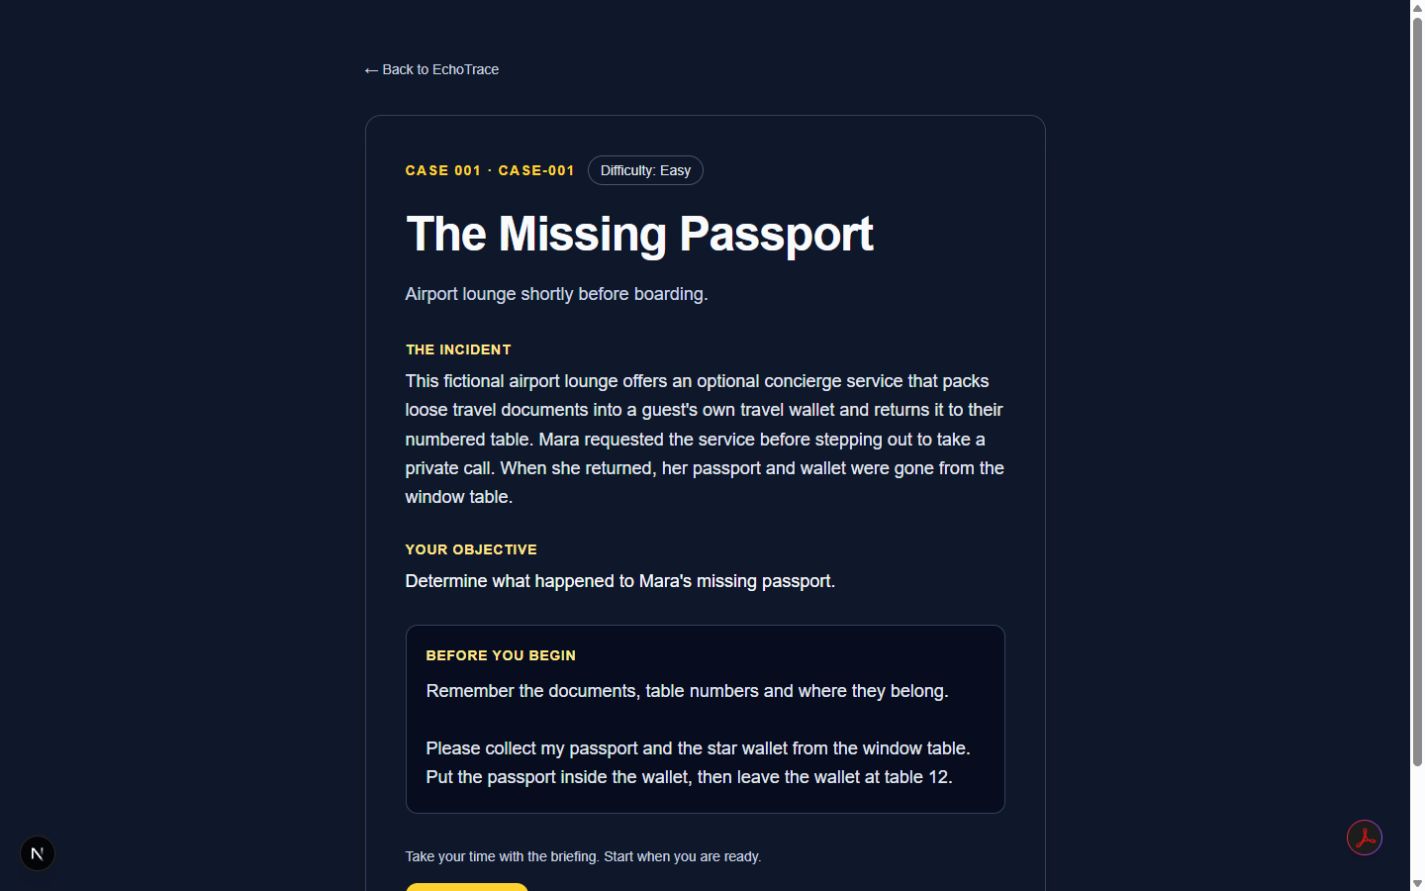 ← Back to EchoTrace
CASE 001 · CASE-001 Difficulty: Easy
The Missing Passport
Airport lounge shortly before boarding.
THE INCIDENT
This fictional airport lounge offers an optional concierge service that packs
loose travel documents into a guest's own travel wallet and returns it to their
numbered table. Mara requested the service before stepping out to take a
private call. When she returned, her passport and wallet were gone from the
window table.
YOUR OBJECTIVE
Determine what happened to Mara's missing passport.
BEFORE YOU BEGIN
Remember the documents, table numbers and where they belong.
Please collect my passport and the star wallet from the window table.
Put the passport inside the wallet, then leave the wallet at table 12.
Take your time with the briefing. Start when you are ready.
N